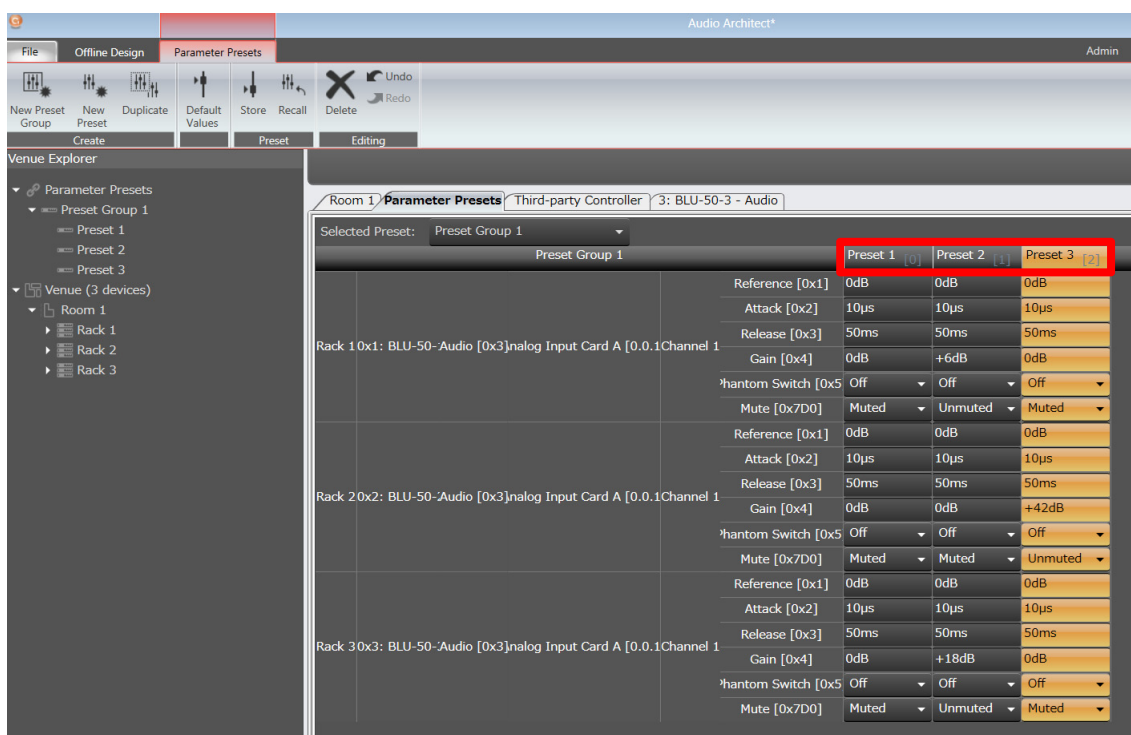 Audio Architect*
File Offline Design Parameter Presets Admin
New Preset Group New Preset Duplicate Default Values Store Recall Delete Undo Redo
Create Preset Editing
Venue Explorer
Parameter Presets
Preset Group 1
Preset 1
Preset 2
Preset 3
Venue (3 devices)
Room 1
Rack 1
Rack 2
Rack 3
Room 1 Parameter Presets Third-party Controller 3: BLU-50-3 - Audio
Selected Preset: Preset Group 1
Preset Group 1 Preset 1 [0] Preset 2 [1] Preset 3 [2]
Rack 1 0x1: BLU-50- Audio [0x3] nalog Input Card A [0.0.1 Channel 1
Reference [0x1] 0dB 0dB 0dB
Attack [0x2] 10µs 10µs 10µs
Release [0x3] 50ms 50ms 50ms
Gain [0x4] 0dB +6dB 0dB
Phantom Switch [0x5 Off Off Off
Mute [0x7D0] Muted Unmuted Muted
Rack 2 0x2: BLU-50- Audio [0x3] nalog Input Card A [0.0.1 Channel 1
Reference [0x1] 0dB 0dB 0dB
Attack [0x2] 10µs 10µs 10µs
Release [0x3] 50ms 50ms 50ms
Gain [0x4] 0dB 0dB +42dB
Phantom Switch [0x5 Off Off Off
Mute [0x7D0] Muted Muted Unmuted
Rack 3 0x3: BLU-50- Audio [0x3] nalog Input Card A [0.0.1 Channel 1
Reference [0x1] 0dB 0dB 0dB
Attack [0x2] 10µs 10µs 10µs
Release [0x3] 50ms 50ms 50ms
Gain [0x4] 0dB +18dB 0dB
Phantom Switch [0x5 Off Off Off
Mute [0x7D0] Muted Unmuted Muted